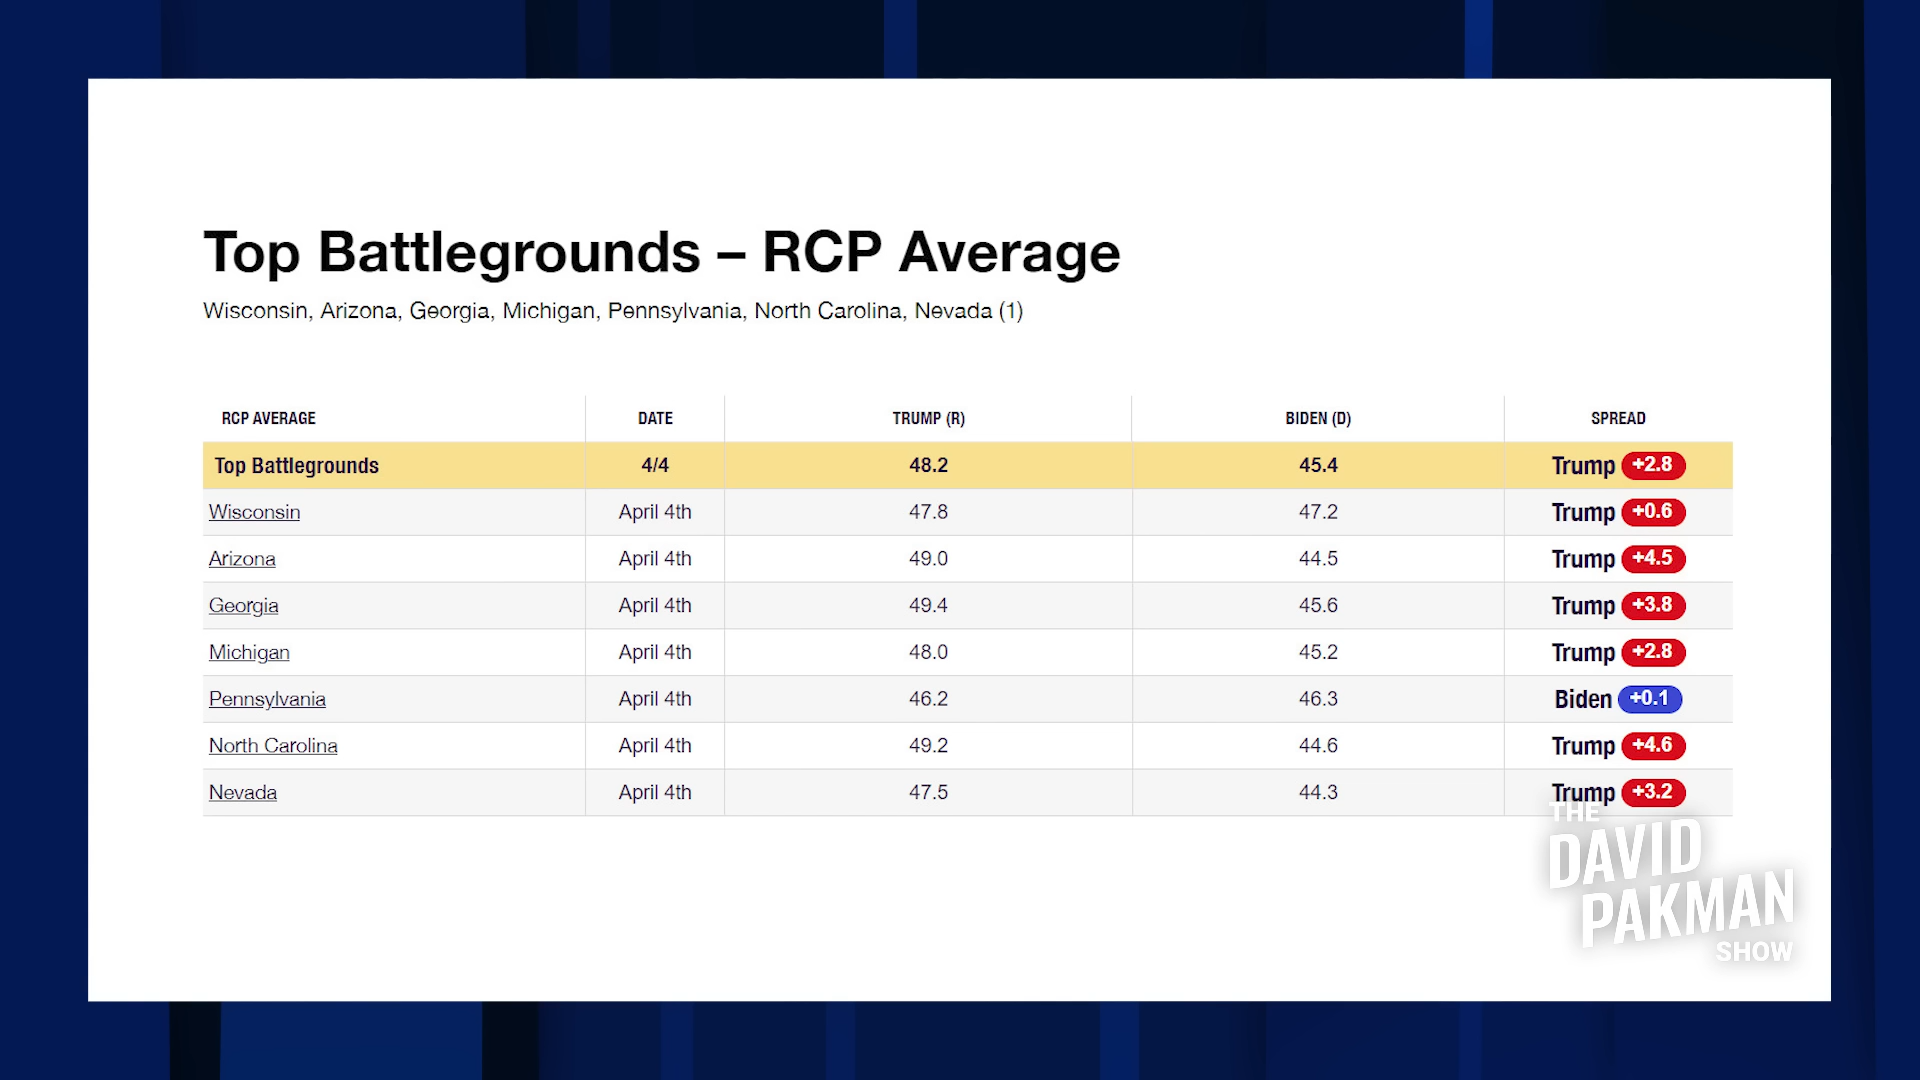 Top Battlegrounds – RCP Average
Wisconsin, Arizona, Georgia, Michigan, Pennsylvania, North Carolina, Nevada (1)
RCP AVERAGE DATE TRUMP (R) BIDEN (D) SPREAD
Top Battlegrounds 4/4 48.2 45.4 Trump +2.8
Wisconsin April 4th 47.8 47.2 Trump +0.6
Arizona April 4th 49.0 44.5 Trump +4.5
Georgia April 4th 49.4 45.6 Trump +3.8
Michigan April 4th 48.0 45.2 Trump +2.8
Pennsylvania April 4th 46.2 46.3 Biden +0.1
North Carolina April 4th 49.2 44.6 Trump +4.6
Nevada April 4th 47.5 44.3 Trump +3.2
THE
DAVID
PAKMAN
SHOW